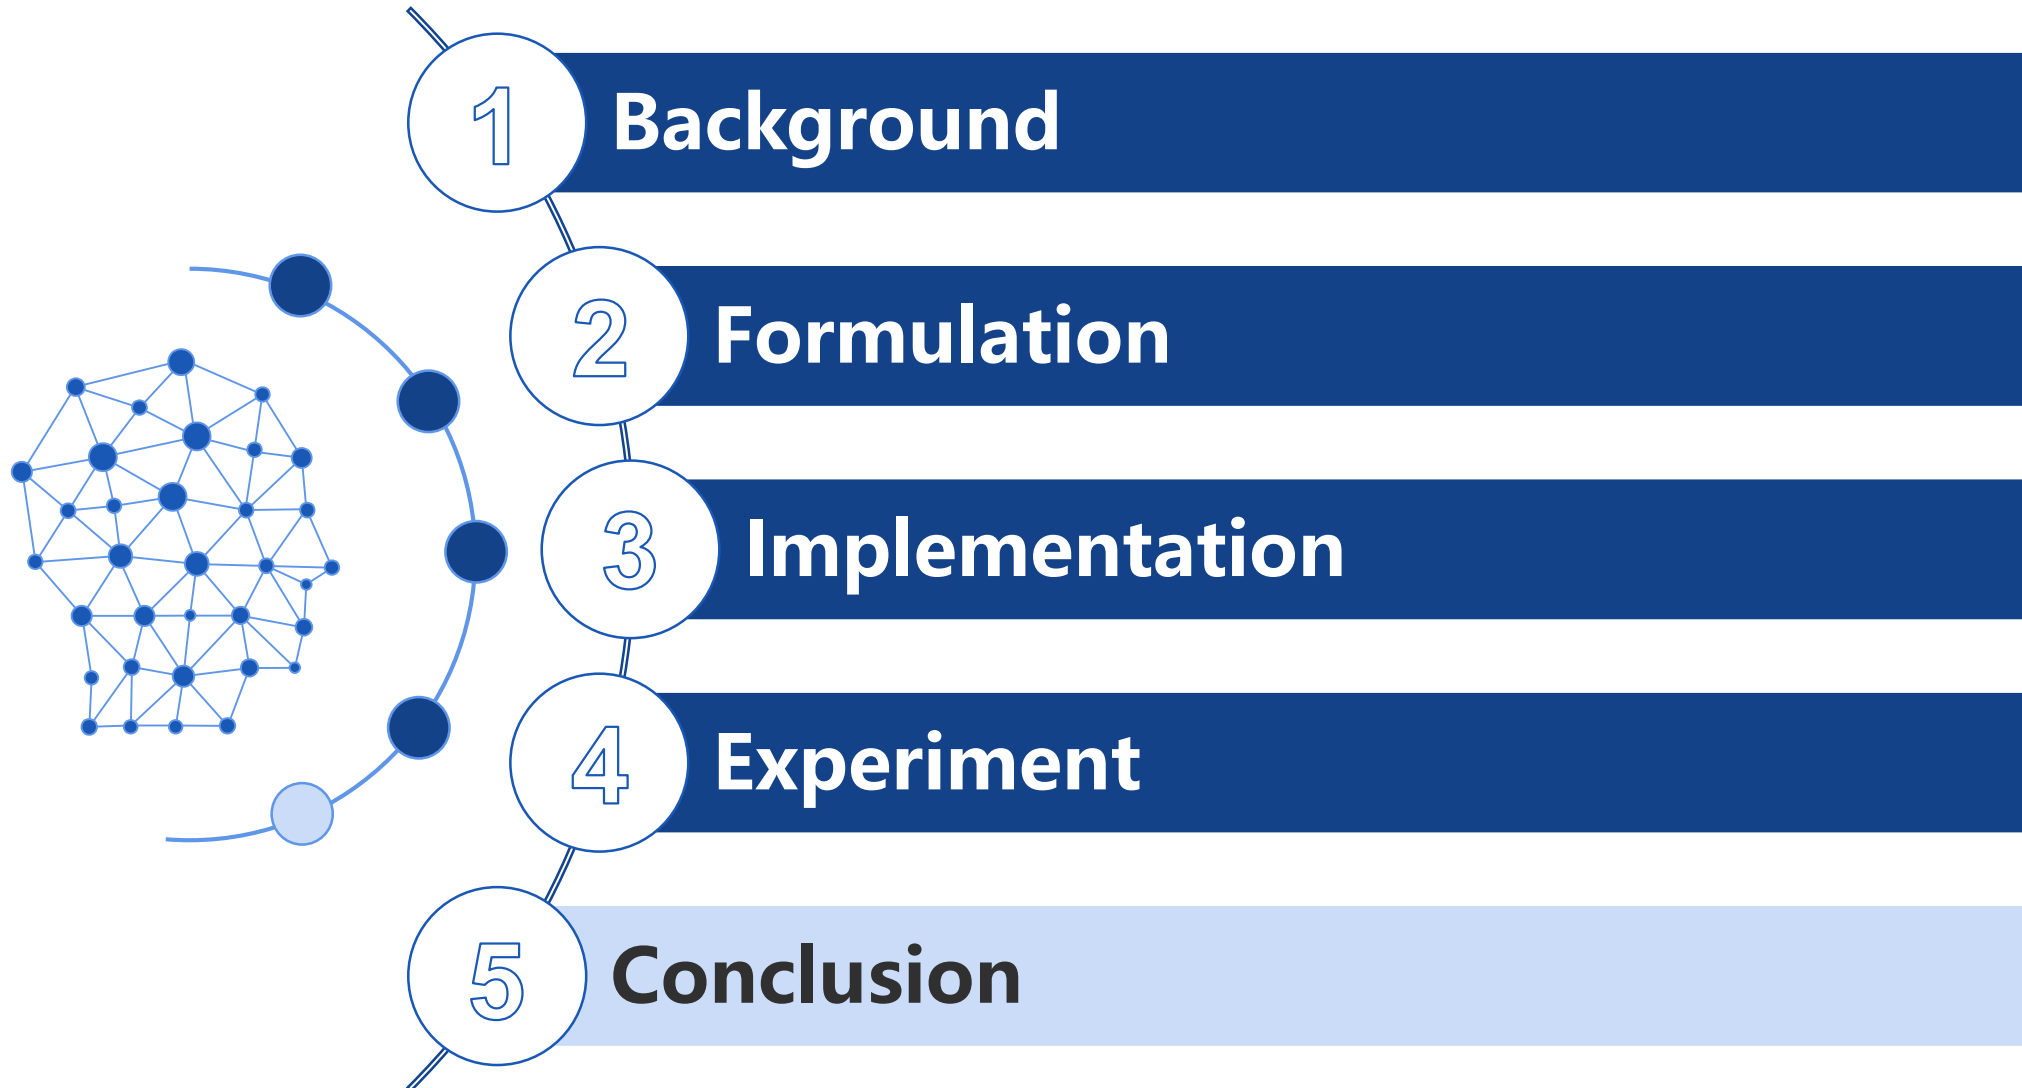 1 Background
2 Formulation
3 Implementation
4 Experiment
5 Conclusion